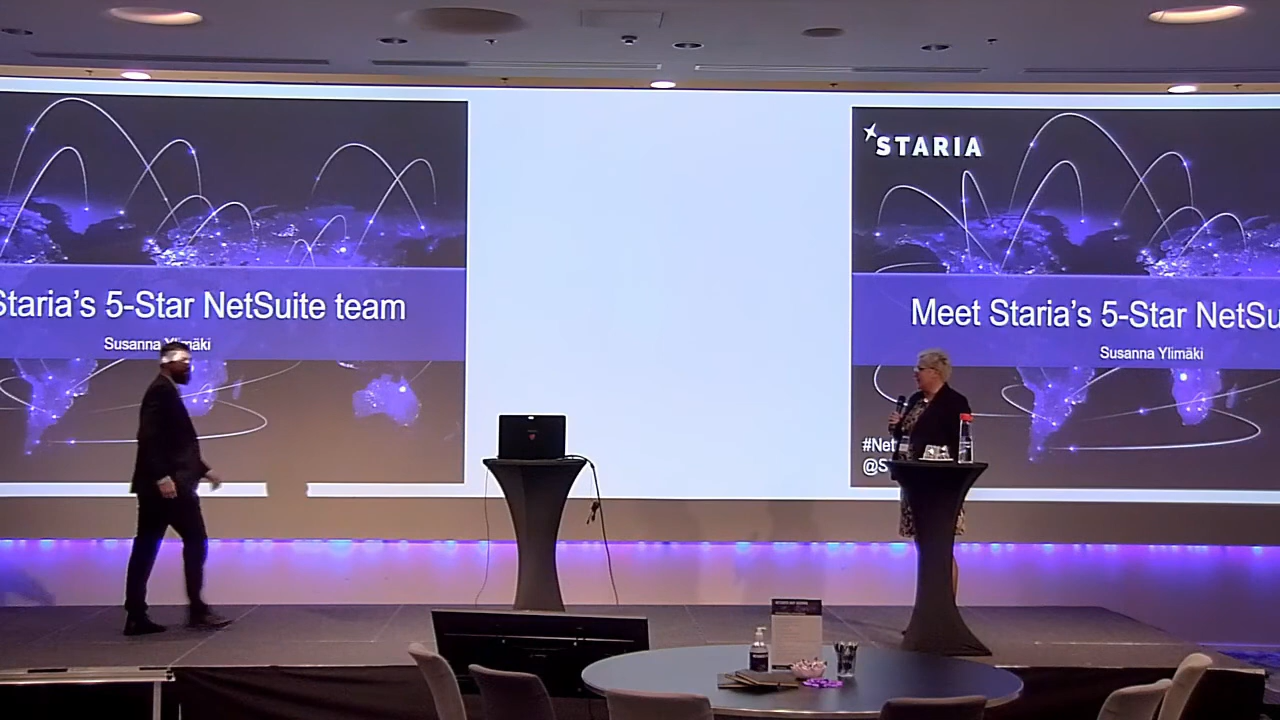 Staria's 5-Star NetSuite team
Susanna Ylimäki
STARIA
Meet Staria's 5-Star NetSu
Susanna Ylimäki
#Net
@S